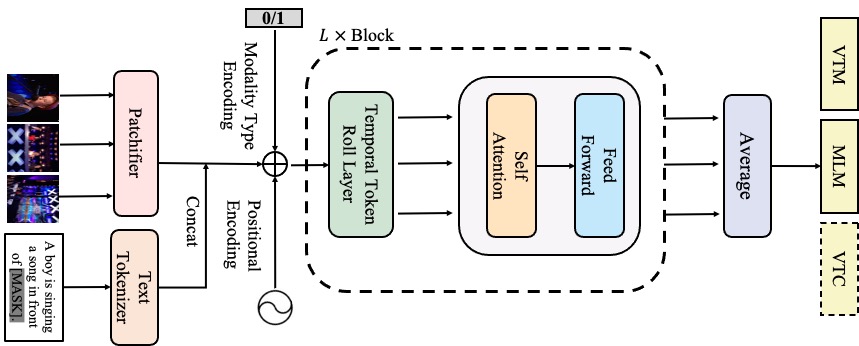 0/1
L × Block
Modality Type
Encoding
Patchifier
Concat
Positional
Encoding
Text
Tokenizer
A boy is singing
a song in front
of [MASK].
Temporal Token
Roll Layer
Self
Attention
Feed
Forward
Average
VTM
MLM
VTC